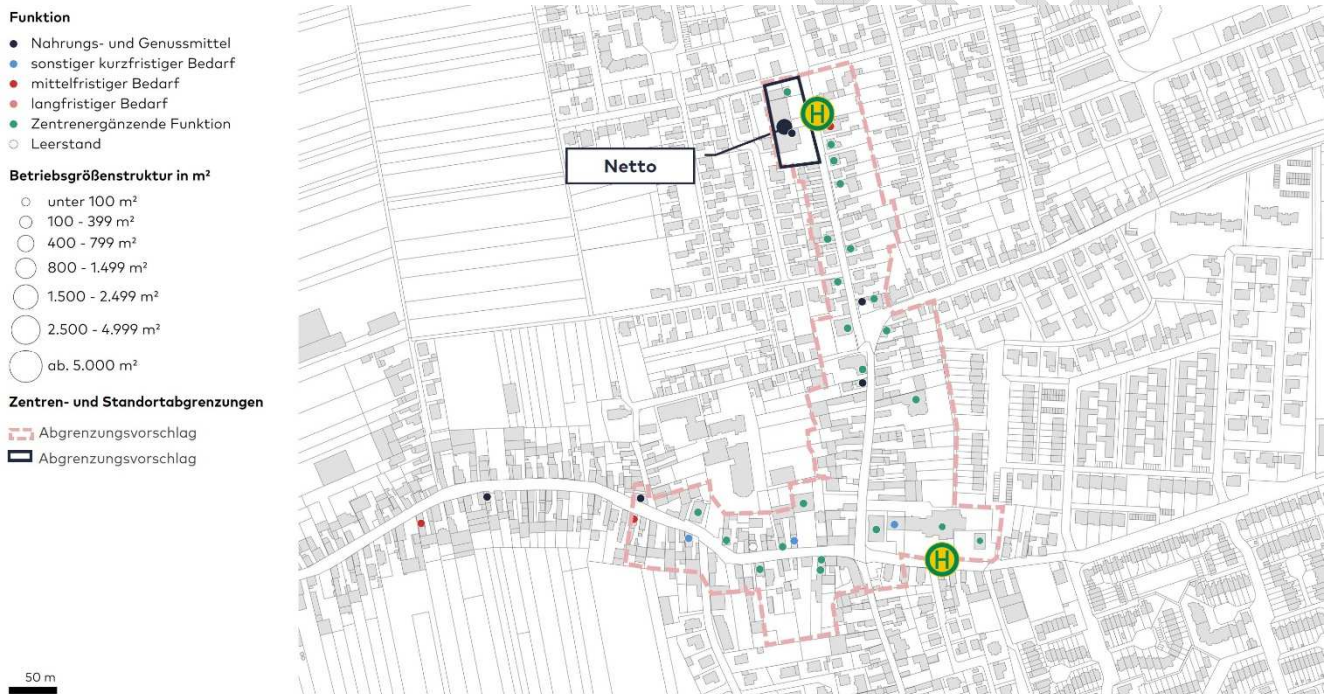 Funktion
Nahrungs- und Genussmittel
sonstiger kurzfristiger Bedarf
mittelfristiger Bedarf
langfristiger Bedarf
Zentrenergänzende Funktion
Leerstand
Betriebsgrößenstruktur in m²
unter 100 m²
100 - 399 m²
400 - 799 m²
800 - 1.499 m²
1.500 - 2.499 m²
2.500 - 4.999 m²
ab. 5.000 m²
Zentren- und Standortabgrenzungen
Abgrenzungsvorschlag
Abgrenzungsvorschlag
50 m
H
Netto
H